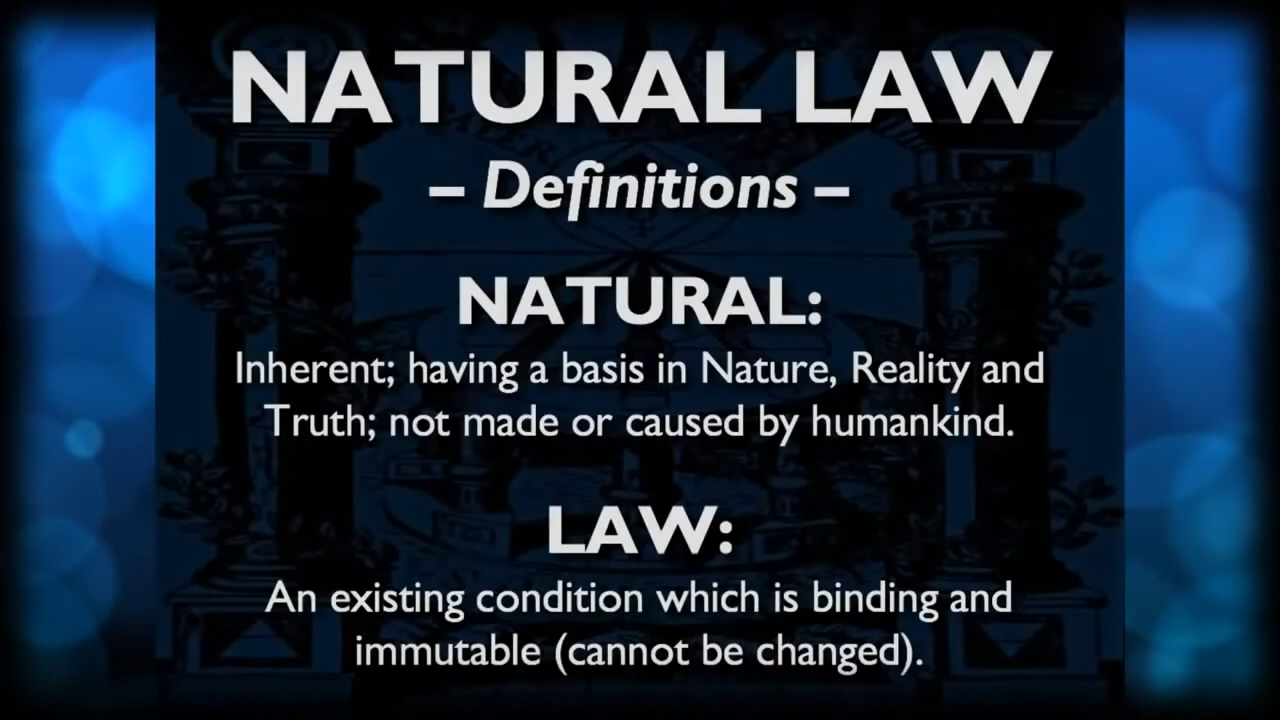 NATURAL LAW
– Definitions –
NATURAL:
Inherent; having a basis in Nature, Reality and
Truth; not made or caused by humankind.
LAW:
An existing condition which is binding and
immutable (cannot be changed).